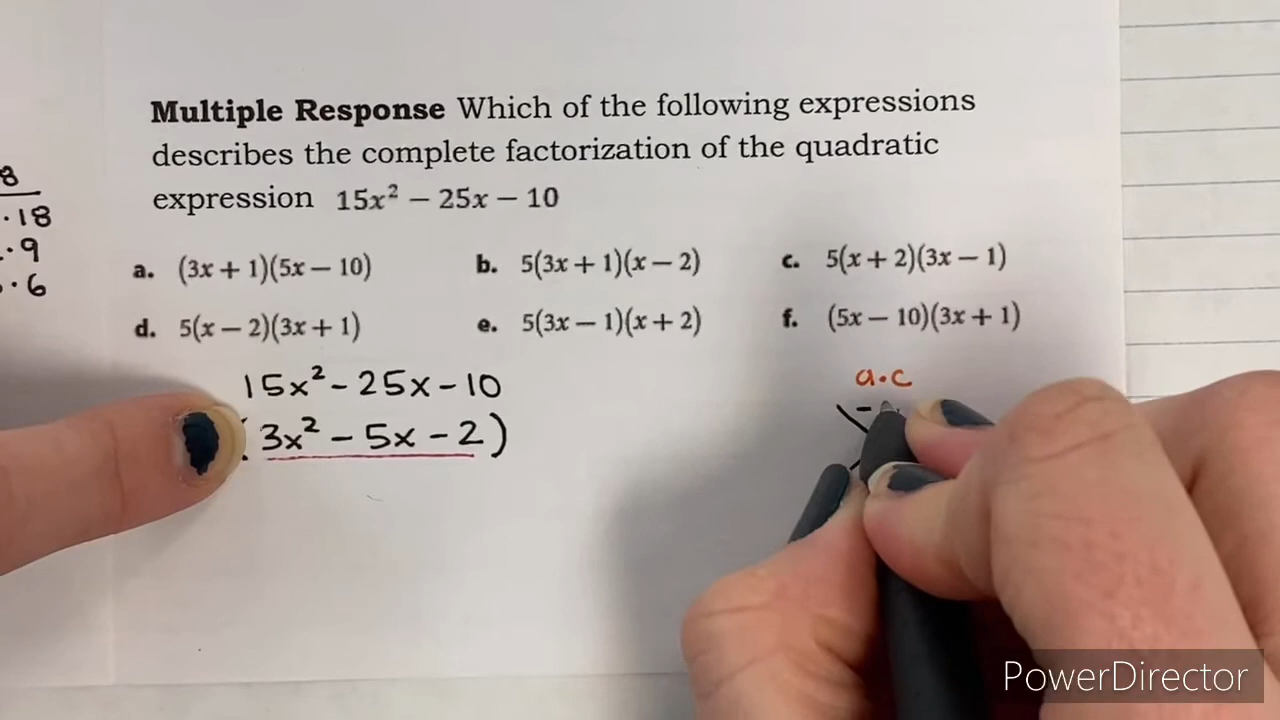 Multiple Response Which of the following expressions
describes the complete factorization of the quadratic
expression 15x² − 25x − 10
a. (3x + 1)(5x − 10) b. 5(3x + 1)(x − 2) c. 5(x + 2)(3x − 1)
d. 5(x − 2)(3x + 1) e. 5(3x − 1)(x + 2) f. (5x − 10)(3x + 1)
8
·18
·9
·6
15x² - 25x - 10
(3x² - 5x - 2)
a·c
-
PowerDirector